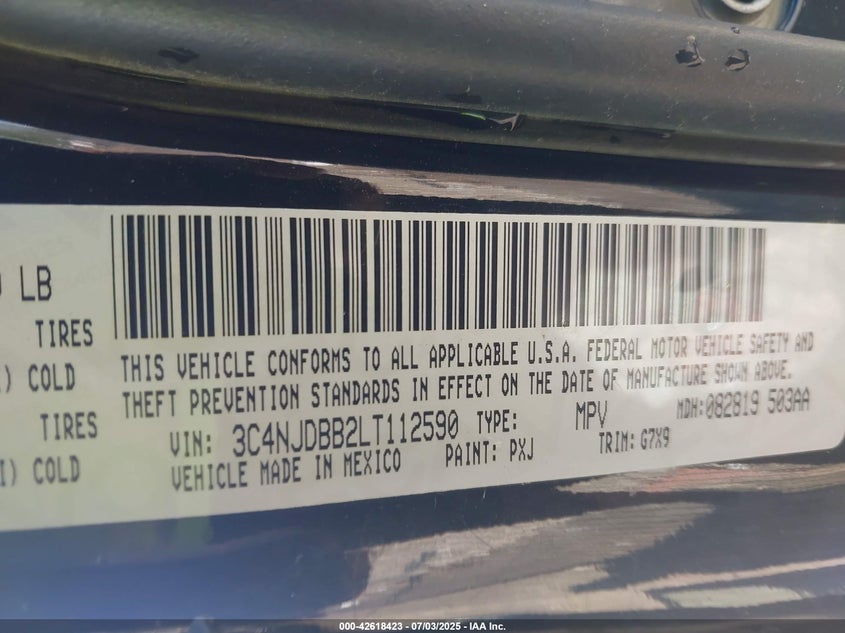 LB
TIRES
) COLD
TIRES
I) COLD
THIS VEHICLE CONFORMS TO ALL APPLICABLE U.S.A. FEDERAL MOTOR VEHICLE SAFETY AND
THEFT PREVENTION STANDARDS IN EFFECT ON THE DATE OF MANUFACTURE SHOWN ABOVE.
VIN: 3C4NJDBB2LT112590 TYPE: MPV MDH:082819 503AA
VEHICLE MADE IN MEXICO PAINT: PXJ TRIM: G7X9
000-42618423 - 07/03/2025 - IAA Inc.